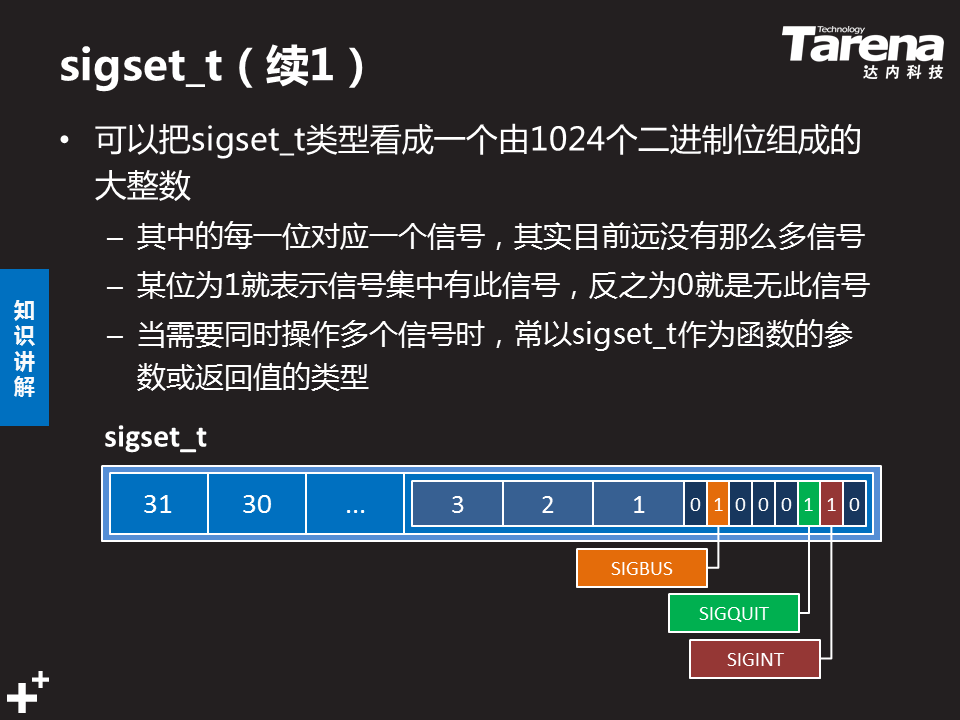 sigset_t（续1）
Technology
Tarena
达内科技
• 可以把sigset_t类型看成一个由1024个二进制位组成的
大整数
– 其中的每一位对应一个信号，其实目前远没有那么多信号
– 某位为1就表示信号集中有此信号，反之为0就是无此信号
– 当需要同时操作多个信号时，常以sigset_t作为函数的参
数或返回值的类型
知
识
讲
解
sigset_t
31 30 ... 3 2 1 0 1 0 0 0 1 1 0
SIGBUS
SIGQUIT
SIGINT